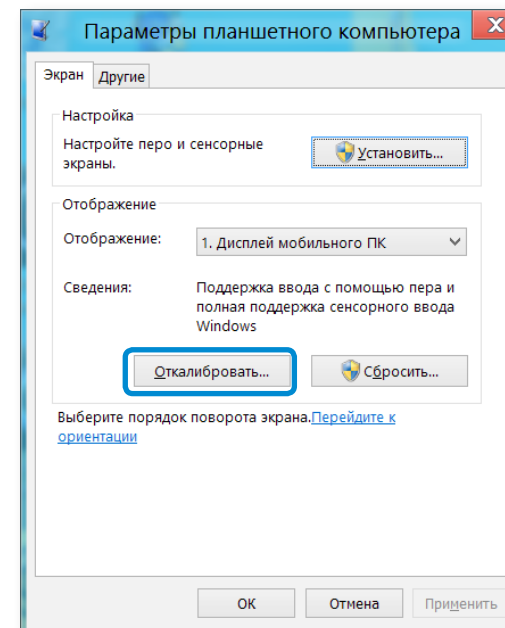 Параметры планшетного компьютера
Экран Другие
Настройка
Настройте перо и сенсорные
экраны.
Установить...
Отображение
Отображение: 1. Дисплей мобильного ПК
Сведения: Поддержка ввода с помощью пера и
полная поддержка сенсорного ввода
Windows
Откалибровать... Сбросить...
Выберите порядок поворота экрана.Перейдите к
ориентации
ОК Отмена Применить